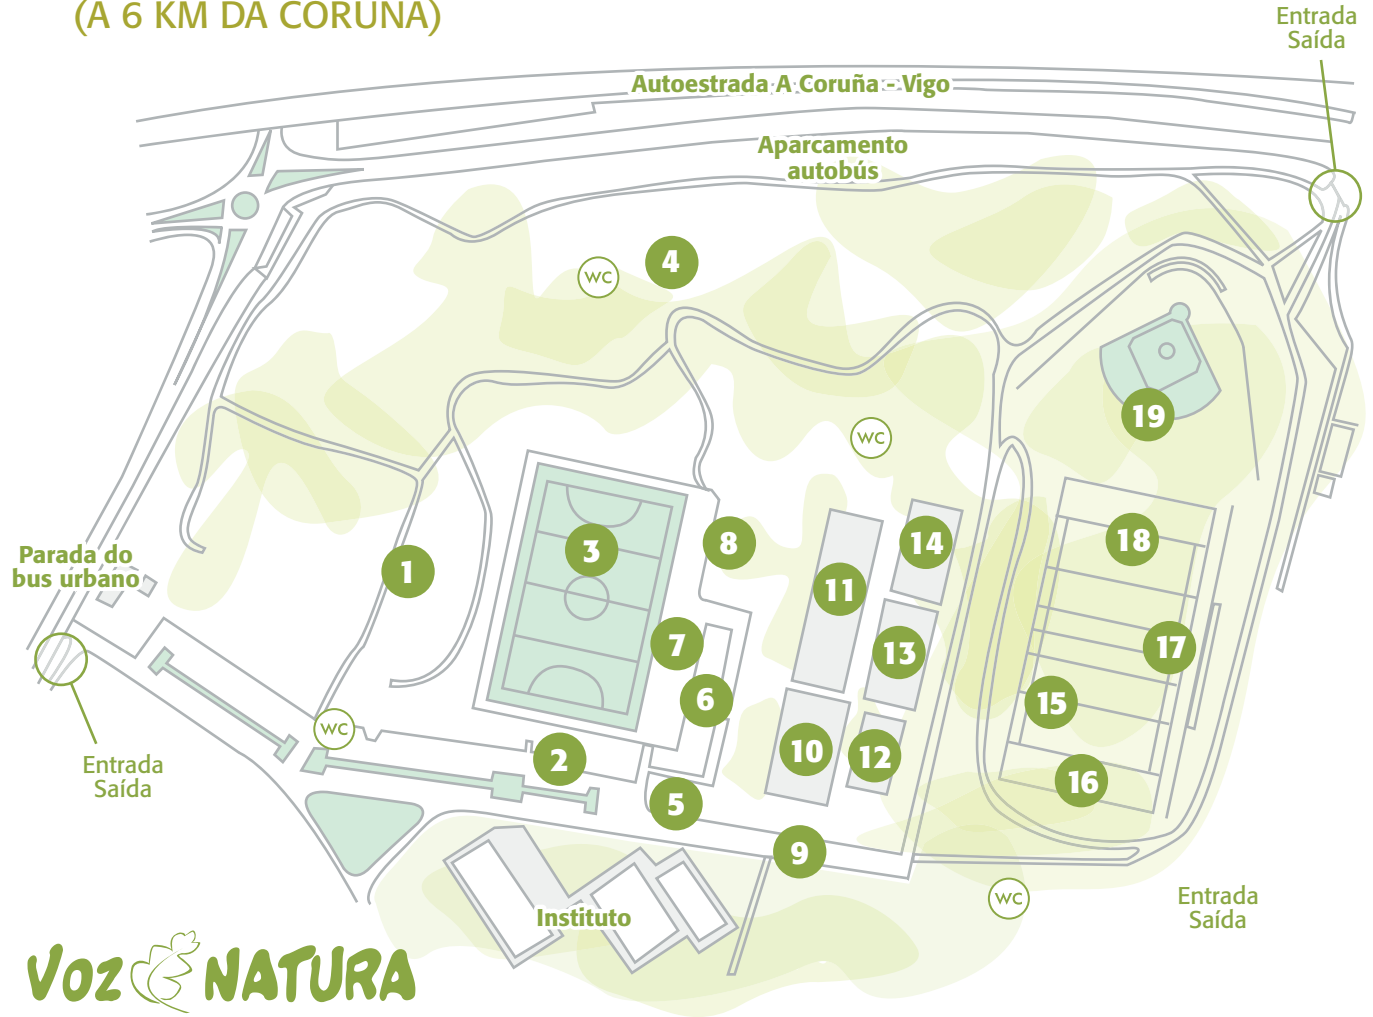 (A 6 KM DA CORUÑA)
Entrada
Saída
Autoestrada A Coruña - Vigo
Aparcamento
autobús
WC
4
19
WC
Parada do
bus urbano
1
3
8
11
14
18
7
13
17
6
15
WC
2
10
12
16
Entrada
Saída
5
9
WC
Entrada
Saída
Instituto
VOZ NATURA